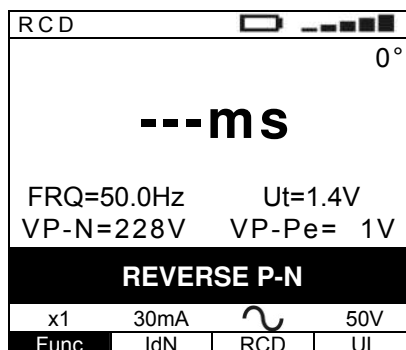 RCD
0°
---ms
FRQ=50.0Hz Ut=1.4V
VP-N=228V VP-Pe= 1V
REVERSE P-N
x1 30mA 50V
Func IdN RCD UL